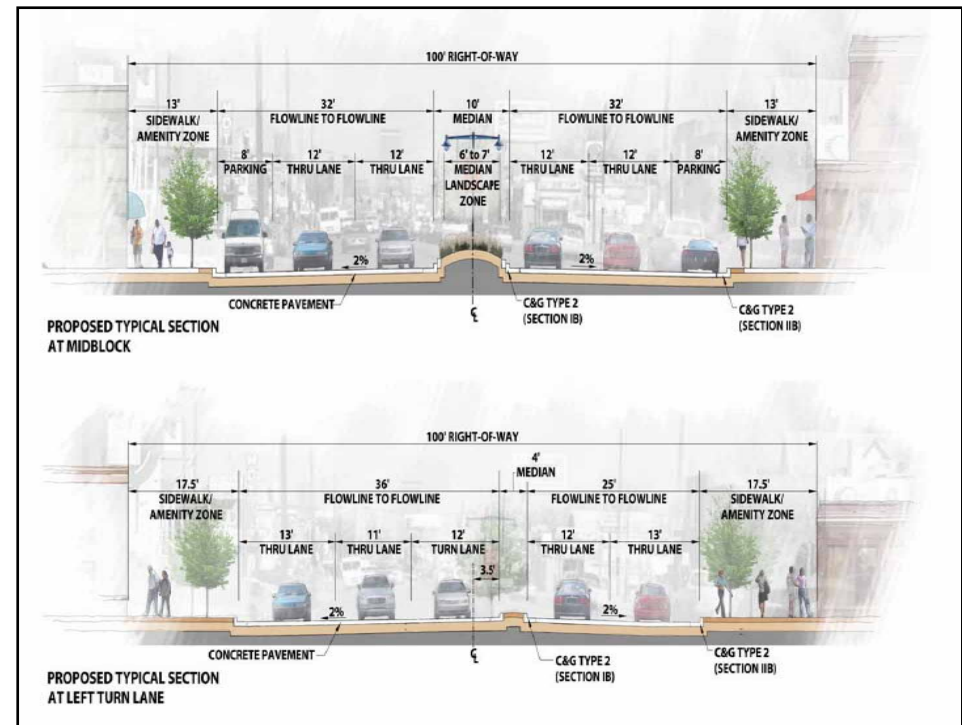 100' RIGHT-OF-WAY
13'
SIDEWALK/
AMENITY ZONE
32'
FLOWLINE TO FLOWLINE
10'
MEDIAN
32'
FLOWLINE TO FLOWLINE
13'
SIDEWALK/
AMENITY ZONE
8'
PARKING
12'
THRU LANE
12'
THRU LANE
6' to 7'
MEDIAN
LANDSCAPE
ZONE
12'
THRU LANE
12'
THRU LANE
8'
PARKING
2%
2%
CONCRETE PAVEMENT
℄
C&G TYPE 2
(SECTION IB)
C&G TYPE 2
(SECTION IIB)
PROPOSED TYPICAL SECTION
AT MIDBLOCK
100' RIGHT-OF-WAY
17.5'
SIDEWALK/
AMENITY ZONE
36'
FLOWLINE TO FLOWLINE
4'
MEDIAN
25'
FLOWLINE TO FLOWLINE
17.5'
SIDEWALK/
AMENITY ZONE
13'
THRU LANE
11'
THRU LANE
12'
TURN LANE
3.5'
12'
THRU LANE
13'
THRU LANE
2%
2%
CONCRETE PAVEMENT
℄
C&G TYPE 2
(SECTION IB)
C&G TYPE 2
(SECTION IIB)
PROPOSED TYPICAL SECTION
AT LEFT TURN LANE